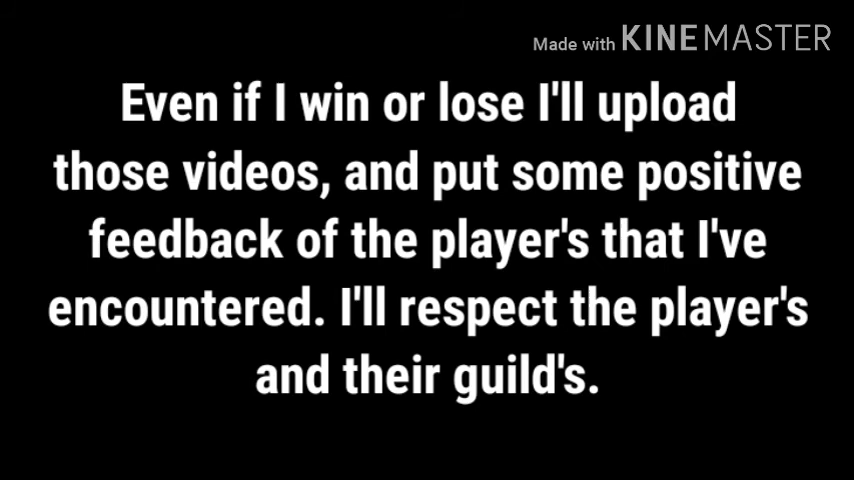 Made with KINEMASTER
Even if I win or lose I'll upload
those videos, and put some positive
feedback of the player's that I've
encountered. I'll respect the player's
and their guild's.